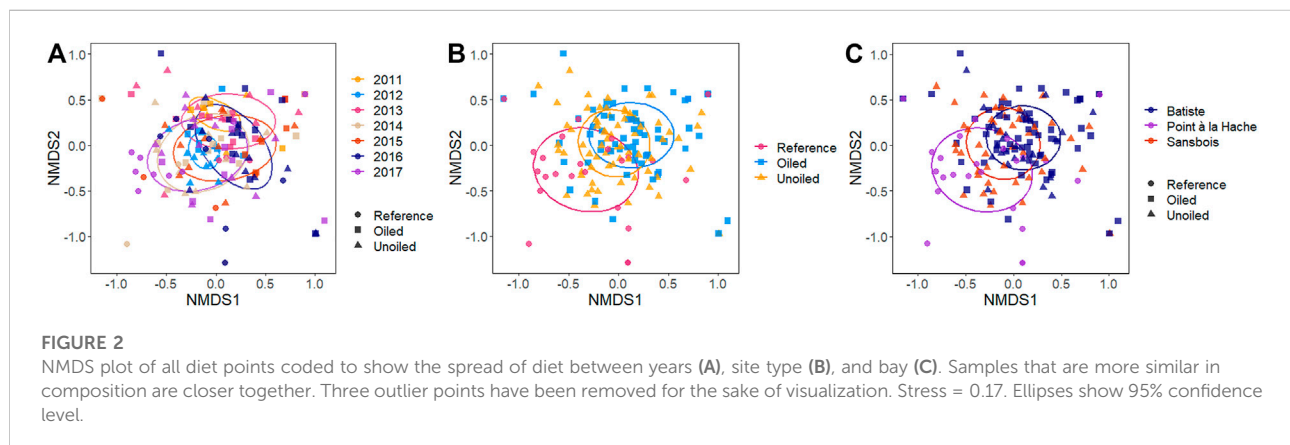 A
1.0
0.5
0.0
-0.5
-1.0
NMDS2
-1.0 -0.5 0.0 0.5 1.0
NMDS1
2011
2012
2013
2014
2015
2016
2017
Reference
Oiled
Unoiled
B
1.0
0.5
0.0
-0.5
-1.0
NMDS2
-1.0 -0.5 0.0 0.5 1.0
NMDS1
Reference
Oiled
Unoiled
C
1.0
0.5
0.0
-0.5
-1.0
NMDS2
-1.0 -0.5 0.0 0.5 1.0
NMDS1
Batiste
Point à la Hache
Sansbois
Reference
Oiled
Unoiled
FIGURE 2
NMDS plot of all diet points coded to show the spread of diet between years (A), site type (B), and bay (C). Samples that are more similar in
composition are closer together. Three outlier points have been removed for the sake of visualization. Stress = 0.17. Ellipses show 95% confidence
level.